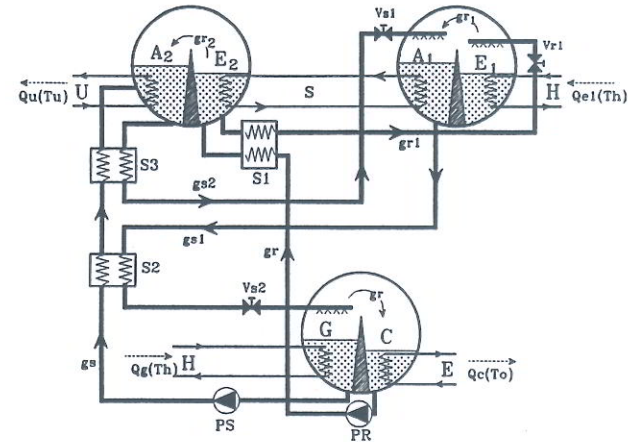 Vs1
gr₂
gr₁
A₂ E₂
A₁ E₁
Vr1
U S H
Qu(Tu) Qe1(Th)
gr1
S3 S1
gs2
gs1
S2 gr
Vs2
gr
G C
gs
Qg(Th) H E Qc(To)
PS PR